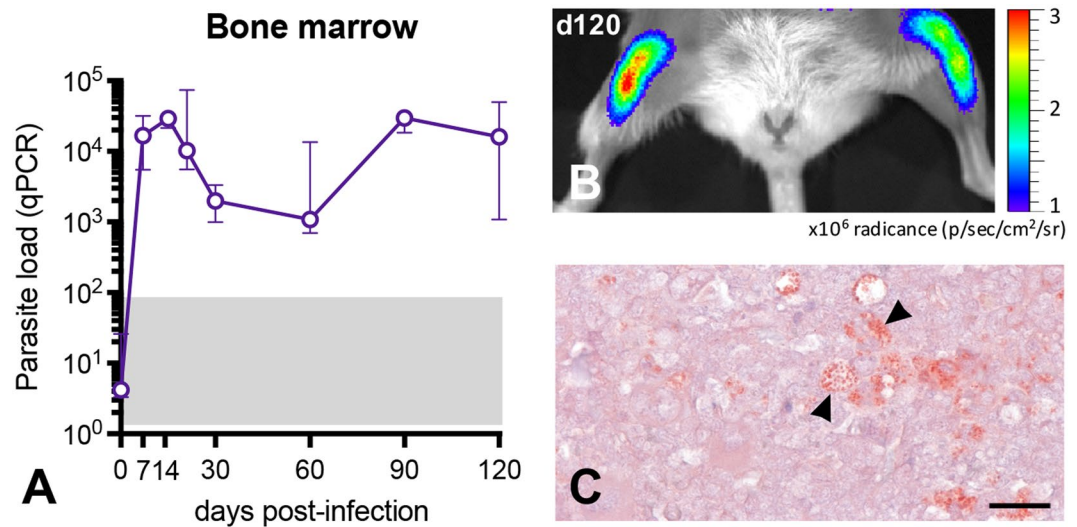 Bone marrow
Parasite load (qPCR)
10⁵
10⁴
10³
10²
10¹
10⁰
0 7 14 30 60 90 120
days post-infection
A
d120
B
3
2
1
x10⁶ radicance (p/sec/cm²/sr)
C